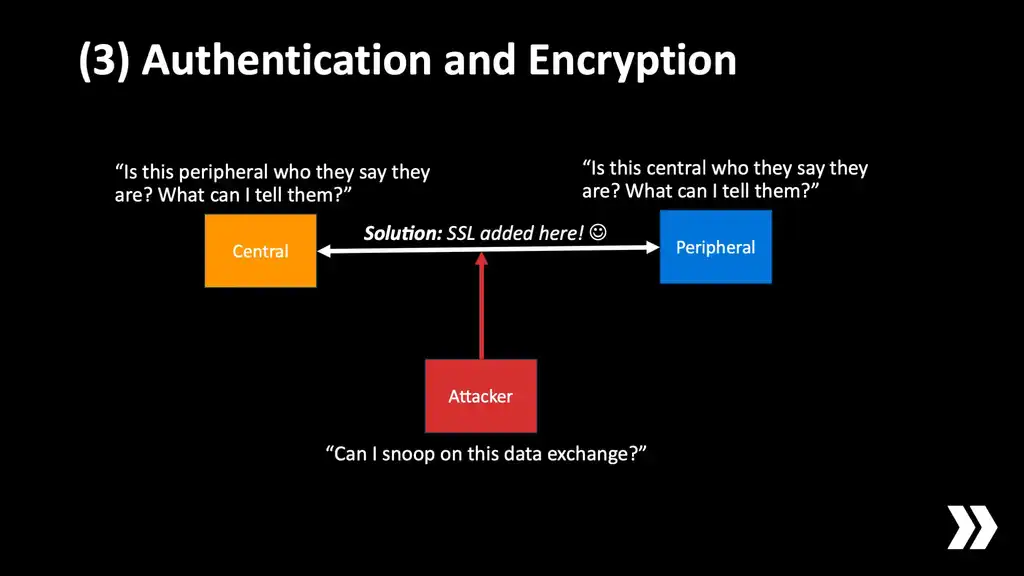 (3) Authentication and Encryption
“Is this peripheral who they say they
are? What can I tell them?”
“Is this central who they say they
are? What can I tell them?”
Solution: SSL added here! ☺
Central
Peripheral
Attacker
“Can I snoop on this data exchange?”